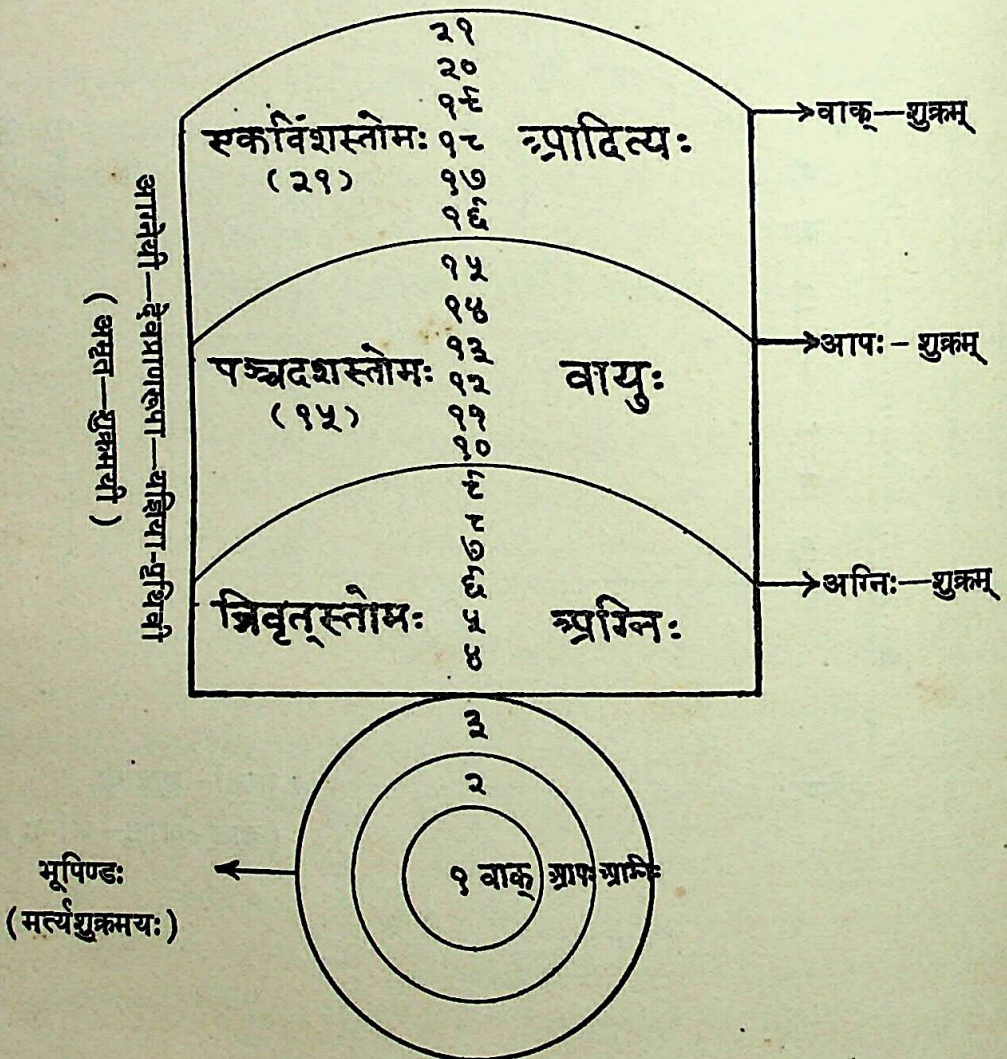 २१
२०
१९
एकविंशस्तोमः १८ आदित्यः
(२१) १७
१६
→वाक्—शुक्रम्
१५
१४
१३
पञ्चदशस्तोमः १२ वायुः
(१५) ११
१०
→आपः - शुक्रम्
९
८
७
६
त्रिवृत्स्तोमः ५ अग्निः
४
→अग्निः—शुक्रम्
आग्नेयी—देवप्राणरूपा—यज्ञिया-पृथिवी
(अमृत—शुक्रमयी)
३
२
१ वाक् आपः अग्निः
भूपिण्डः
(मर्त्यशुक्रमयः)